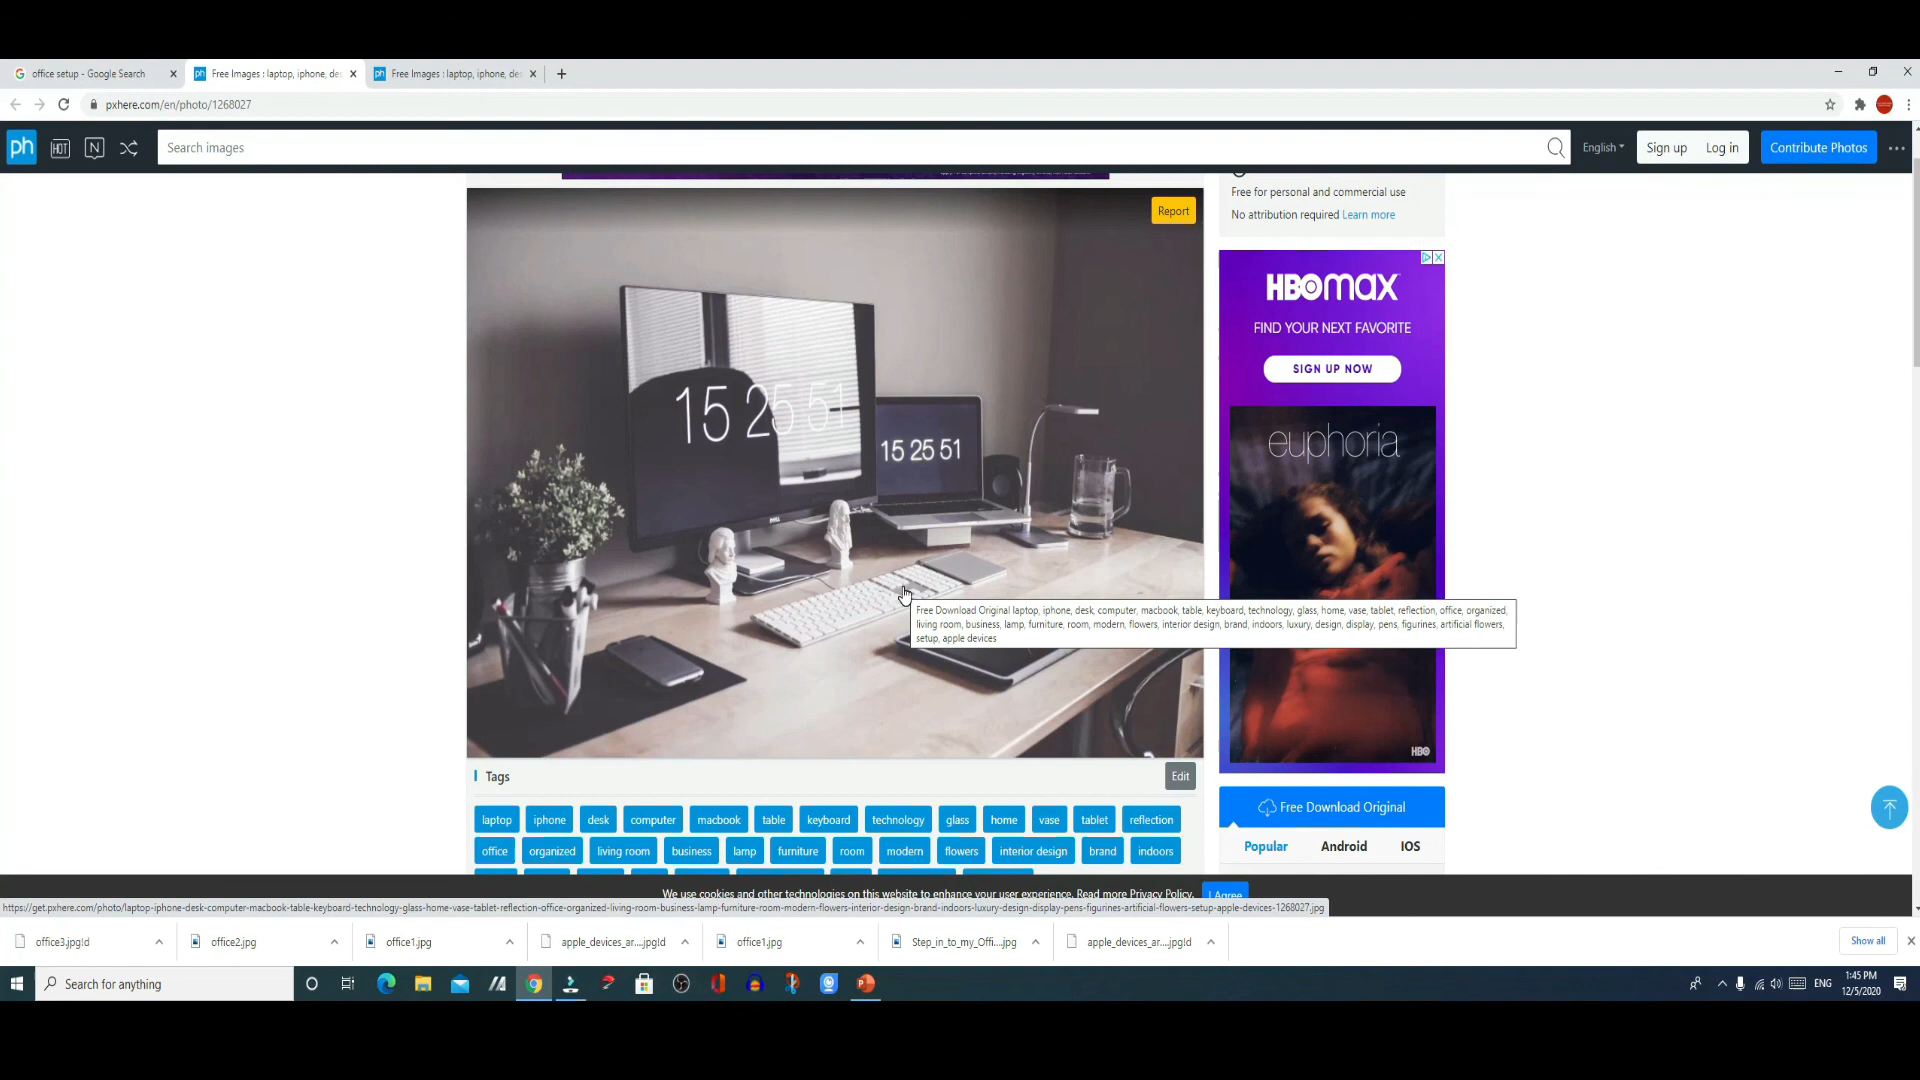 office setup - Google Search
Free Images : laptop, iphone, de
Free Images : laptop, iphone, de
pxhere.com/en/photo/1268027
ph HOT N Search images English Sign up Log in Contribute Photos
Report
Free for personal and commercial use
No attribution required Learn more
HBOmax
FIND YOUR NEXT FAVORITE
SIGN UP NOW
euphoria
HBO
15 25 51
15 25 51
DELL
Free Download Original laptop, iphone, desk, computer, macbook, table, keyboard, technology, glass, home, vase, tablet, reflection, office, organized,
living room, business, lamp, furniture, room, modern, flowers, interior design, brand, indoors, luxury, design, display, pens, figurines, artificial flowers,
setup, apple devices
Tags Edit
laptop iphone desk computer macbook table keyboard technology glass home vase tablet reflection
office organized living room business lamp furniture room modern flowers interior design brand indoors
Free Download Original
Popular Android IOS
We use cookies and other technologies on this website to enhance your user experience. Read more Privacy Policy. I Agree
https://get.pxhere.com/photo/laptop-iphone-desk-computer-macbook-table-keyboard-technology-glass-home-vase-tablet-reflection-office-organized-living-room-business-lamp-furniture-room-modern-flowers-interior-design-brand-indoors-luxury-design-display-pens-figurines-artificial-flowers-setup-apple-devices-1268027.jpg
office3.jpg!d office2.jpg office1.jpg apple_devices_ar....jpg!d office1.jpg Step_in_to_my_Offi....jpg apple_devices_ar....jpg!d Show all
Search for anything
ENG
1:45 PM
12/5/2020